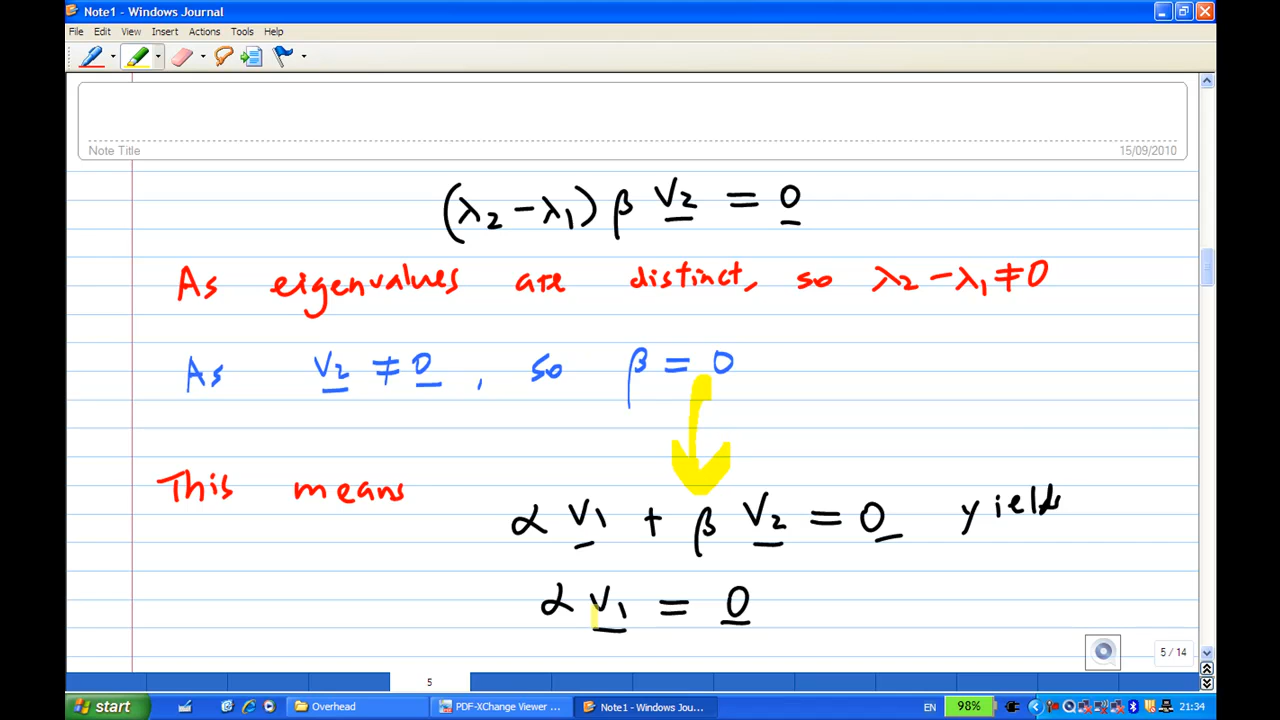 Note1 - Windows Journal
File Edit View Insert Actions Tools Help
Note Title
15/09/2010
(λ2 - λ1) β v2 = 0
As eigenvalues are distinct, so λ2 - λ1 ≠ 0
As v2 ≠ 0, so β = 0
This means
α v1 + β v2 = 0 yields
α v1 = 0
5 / 14
5
start Overhead PDF-XChange Viewer ... Note1 - Windows Jou... EN 98% 21:34